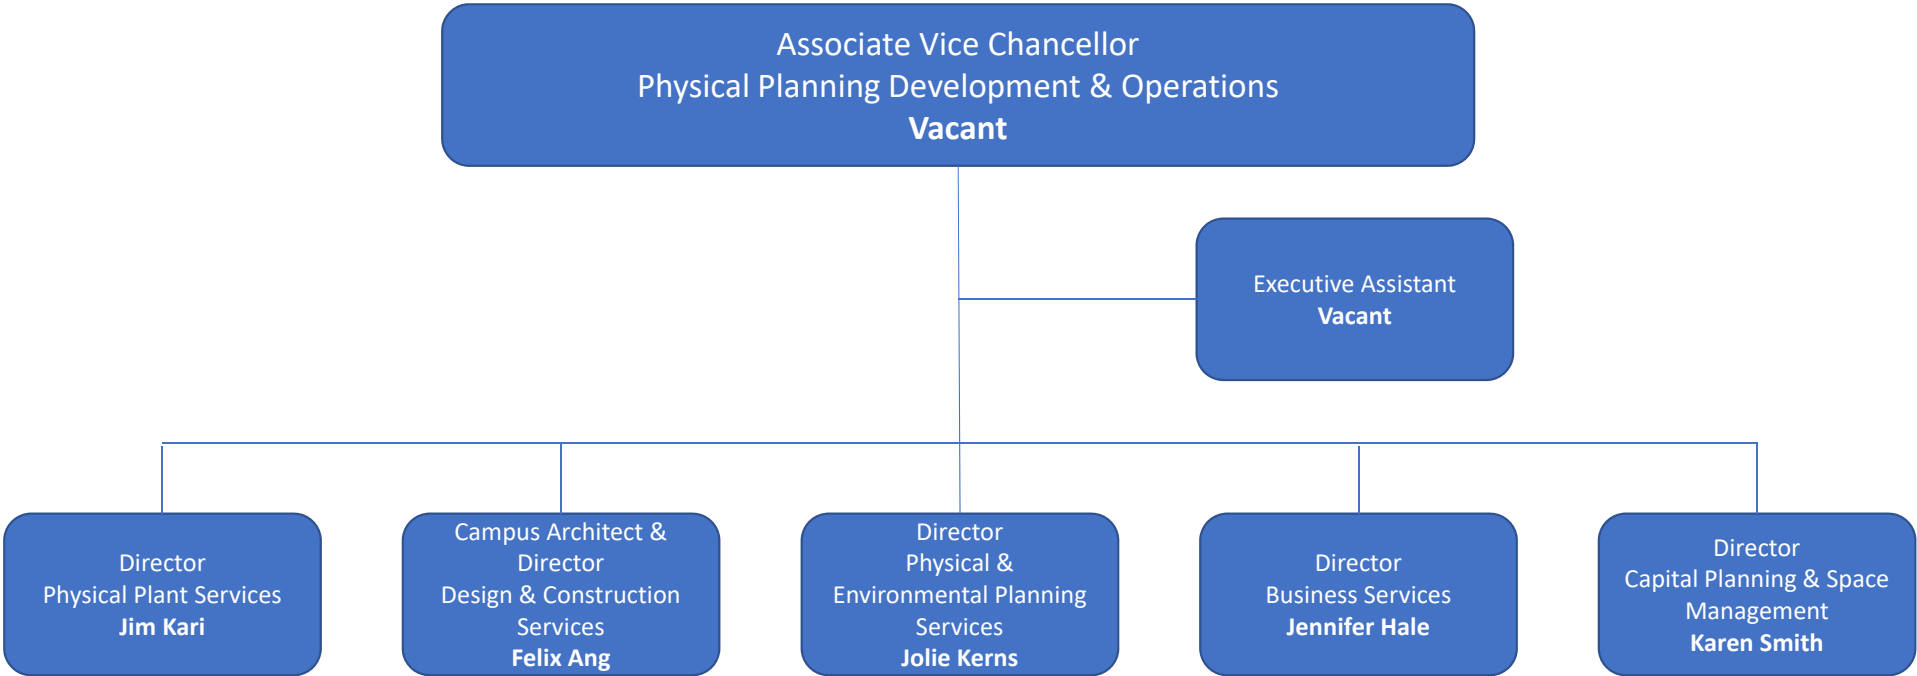 Associate Vice Chancellor
Physical Planning Development & Operations
Vacant
Executive Assistant
Vacant
Director
Physical Plant Services
Jim Kari
Campus Architect &
Director
Design & Construction
Services
Felix Ang
Director
Physical &
Environmental Planning
Services
Jolie Kerns
Director
Business Services
Jennifer Hale
Director
Capital Planning & Space
Management
Karen Smith